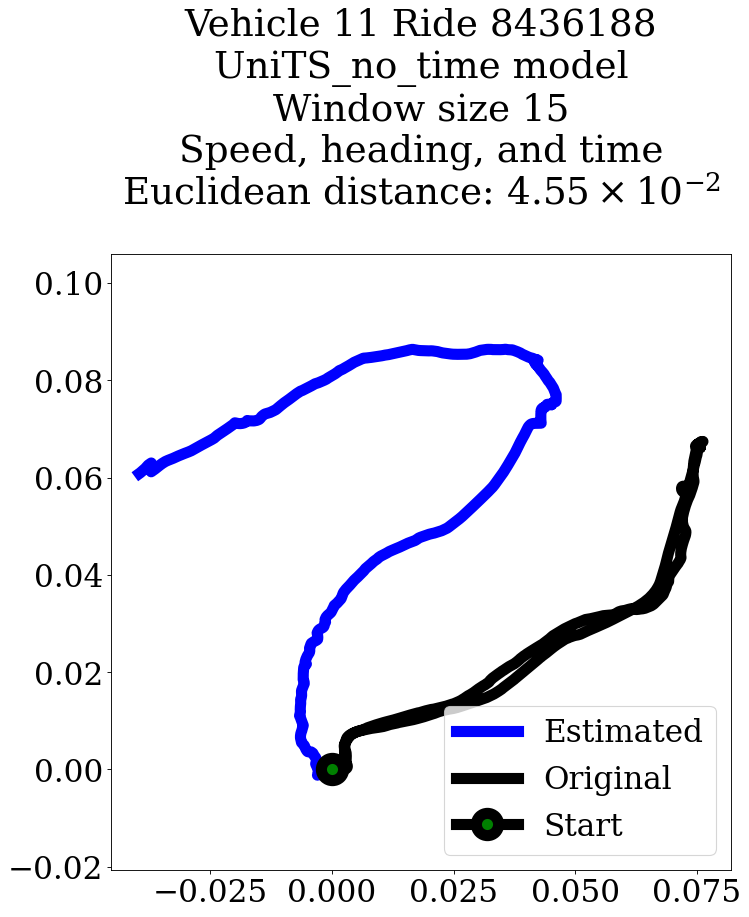 Vehicle 11 Ride 8436188
UniTS_no_time model
Window size 15
Speed, heading, and time
Euclidean distance: 4.55 × 10⁻²
0.10
0.08
0.06
0.04
0.02
0.00
−0.02
−0.025 0.000 0.025 0.050 0.075
Estimated
Original
Start